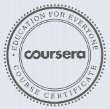 EDUCATION FOR EVERYONE
coursera
COURSE CERTIFICATE